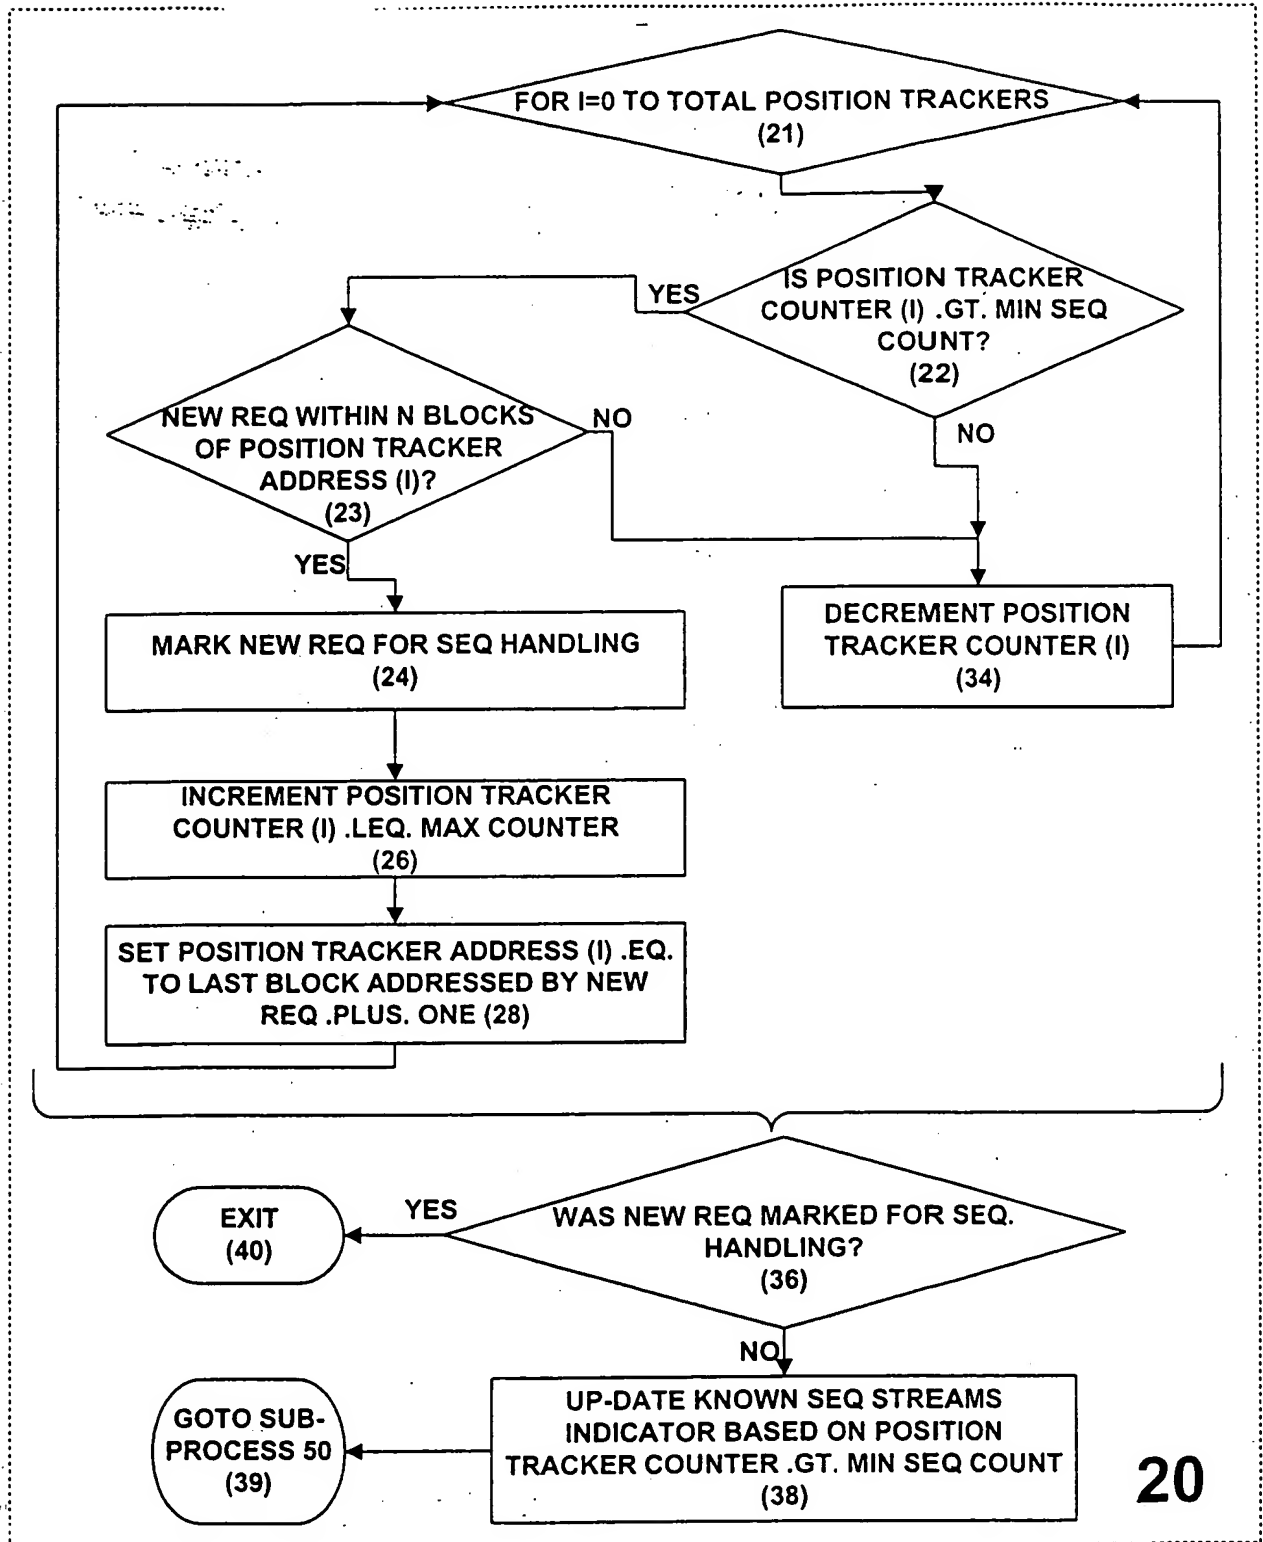 FOR I=0 TO TOTAL POSITION TRACKERS
(21)
IS POSITION TRACKER
COUNTER (I) .GT. MIN SEQ
COUNT?
(22)
YES
NO
NEW REQ WITHIN N BLOCKS
OF POSITION TRACKER
ADDRESS (I)?
(23)
NO
YES
DECREMENT POSITION
TRACKER COUNTER (I)
(34)
MARK NEW REQ FOR SEQ HANDLING
(24)
INCREMENT POSITION TRACKER
COUNTER (I) .LEQ. MAX COUNTER
(26)
SET POSITION TRACKER ADDRESS (I) .EQ.
TO LAST BLOCK ADDRESSED BY NEW
REQ .PLUS. ONE (28)
WAS NEW REQ MARKED FOR SEQ.
HANDLING?
(36)
YES
EXIT
(40)
NO
UP-DATE KNOWN SEQ STREAMS
INDICATOR BASED ON POSITION
TRACKER COUNTER .GT. MIN SEQ COUNT
(38)
GOTO SUB-
PROCESS 50
(39)
20